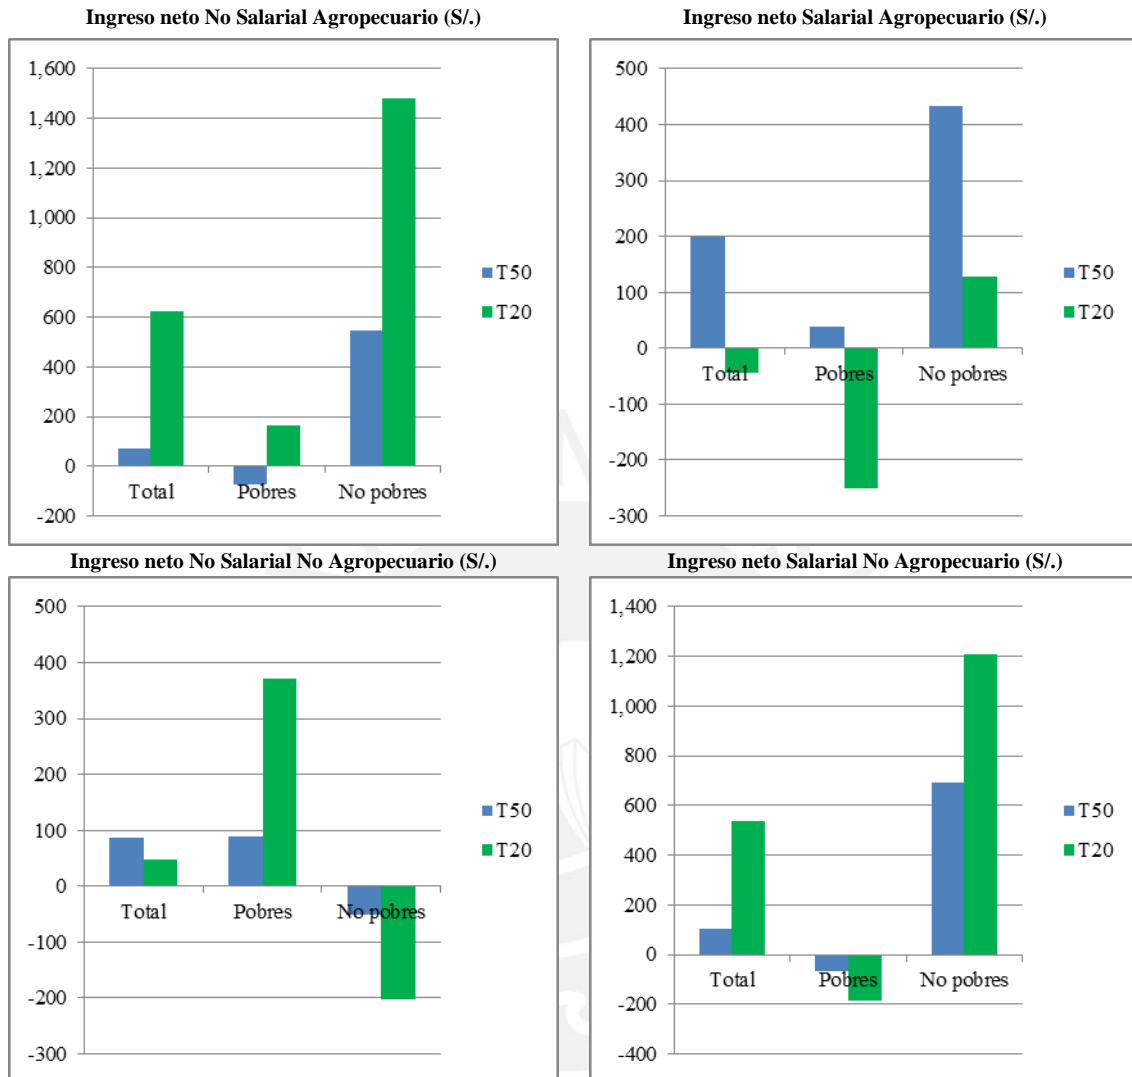 Ingreso neto No Salarial Agropecuario (S/.)
1,600
1,400
1,200
1,000
800
600
400
200
0
-200
Total
Pobres
No pobres
T50
T20
Ingreso neto Salarial Agropecuario (S/.)
500
400
300
200
100
0
-100
-200
-300
Total
Pobres
No pobres
T50
T20
Ingreso neto No Salarial No Agropecuario (S/.)
500
400
300
200
100
0
-100
-200
-300
Total
Pobres
No pobres
T50
T20
Ingreso neto Salarial No Agropecuario (S/.)
1,400
1,200
1,000
800
600
400
200
0
-200
-400
Total
Pobres
No pobres
T50
T20